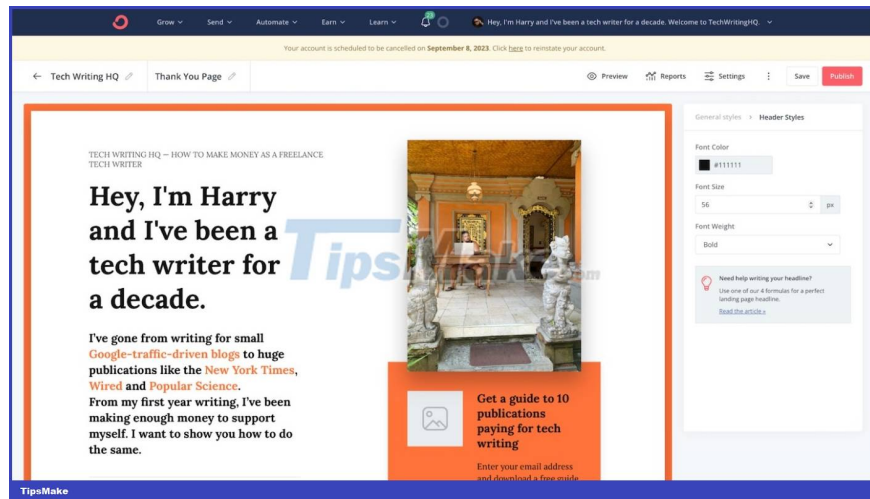 Grow Send Automate Earn Learn Hey, I'm Harry and I've been a tech writer for a decade. Welcome to TechWritingHQ.
Your account is scheduled to be cancelled on September 8, 2023. Click here to reinstate your account.
Tech Writing HQ Thank You Page Preview Reports Settings Save Publish
General styles Header Styles
TECH WRITING HQ — HOW TO MAKE MONEY AS A FREELANCE
TECH WRITER
Hey, I'm Harry
and I've been a
tech writer for
a decade.
I've gone from writing for small
Google-traffic-driven blogs to huge
publications like the New York Times,
Wired and Popular Science.
From my first year writing, I've been
making enough money to support
myself. I want to show you how to do
the same.
TipsMake.com
Get a guide to 10
publications
paying for tech
writing
Enter your email address
and download a free guide
Font Color
#111111
Font Size
56 px
Font Weight
Bold
Need help writing your headline?
Use one of our 4 formulas for a perfect
landing page headline.
Read the article »
TipsMake